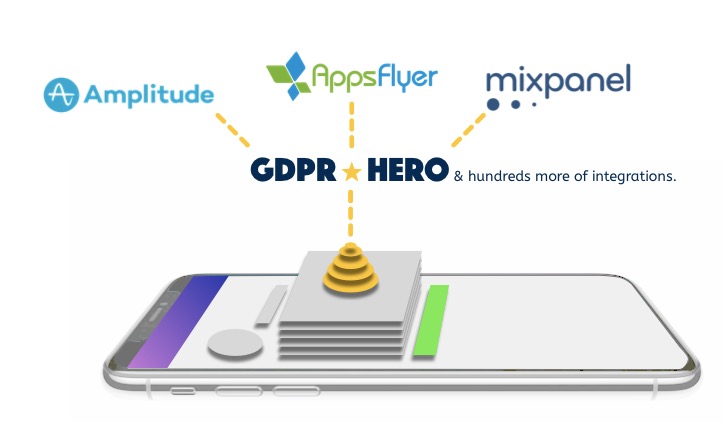 Amplitude
AppsFlyer
mixpanel
GDPR HERO & hundreds more of integrations.